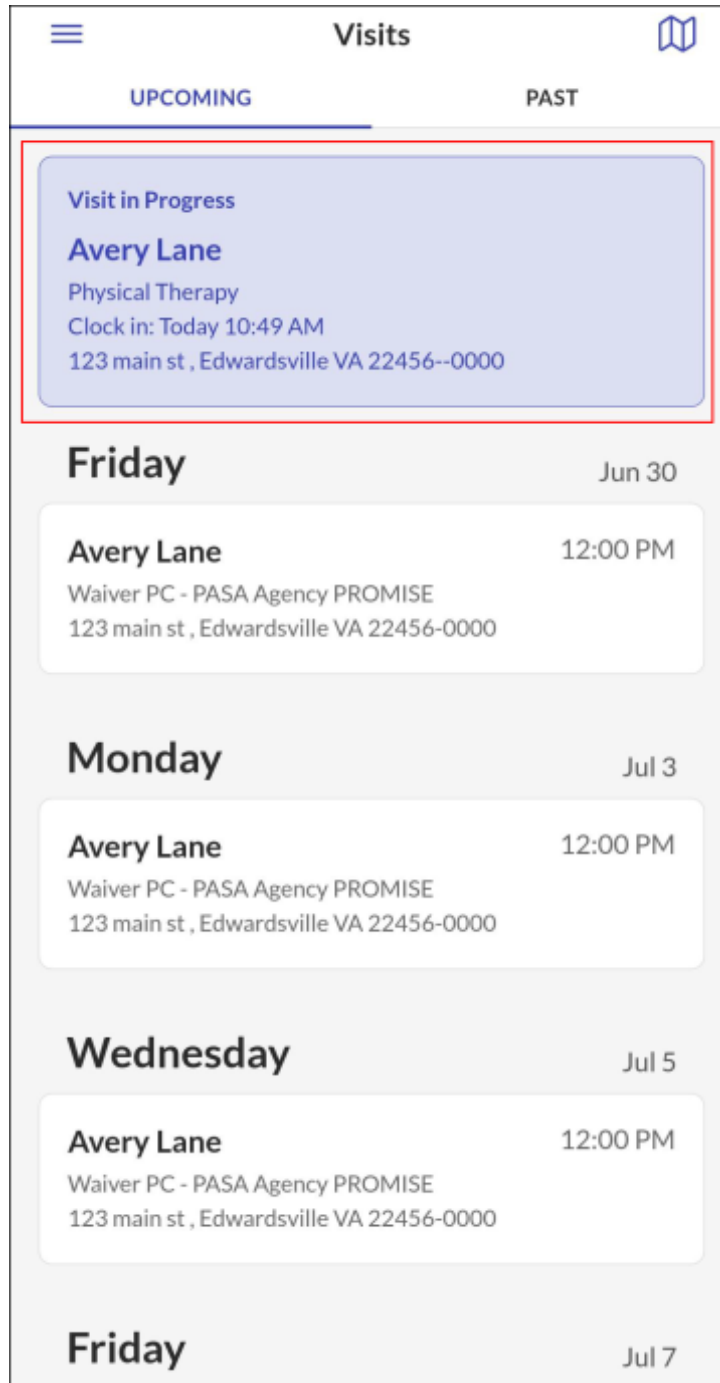 Visits
UPCOMING PAST
Visit in Progress
Avery Lane
Physical Therapy
Clock in: Today 10:49 AM
123 main st , Edwardsville VA 22456--0000
Friday Jun 30
Avery Lane 12:00 PM
Waiver PC - PASA Agency PROMISE
123 main st , Edwardsville VA 22456-0000
Monday Jul 3
Avery Lane 12:00 PM
Waiver PC - PASA Agency PROMISE
123 main st , Edwardsville VA 22456-0000
Wednesday Jul 5
Avery Lane 12:00 PM
Waiver PC - PASA Agency PROMISE
123 main st , Edwardsville VA 22456-0000
Friday Jul 7